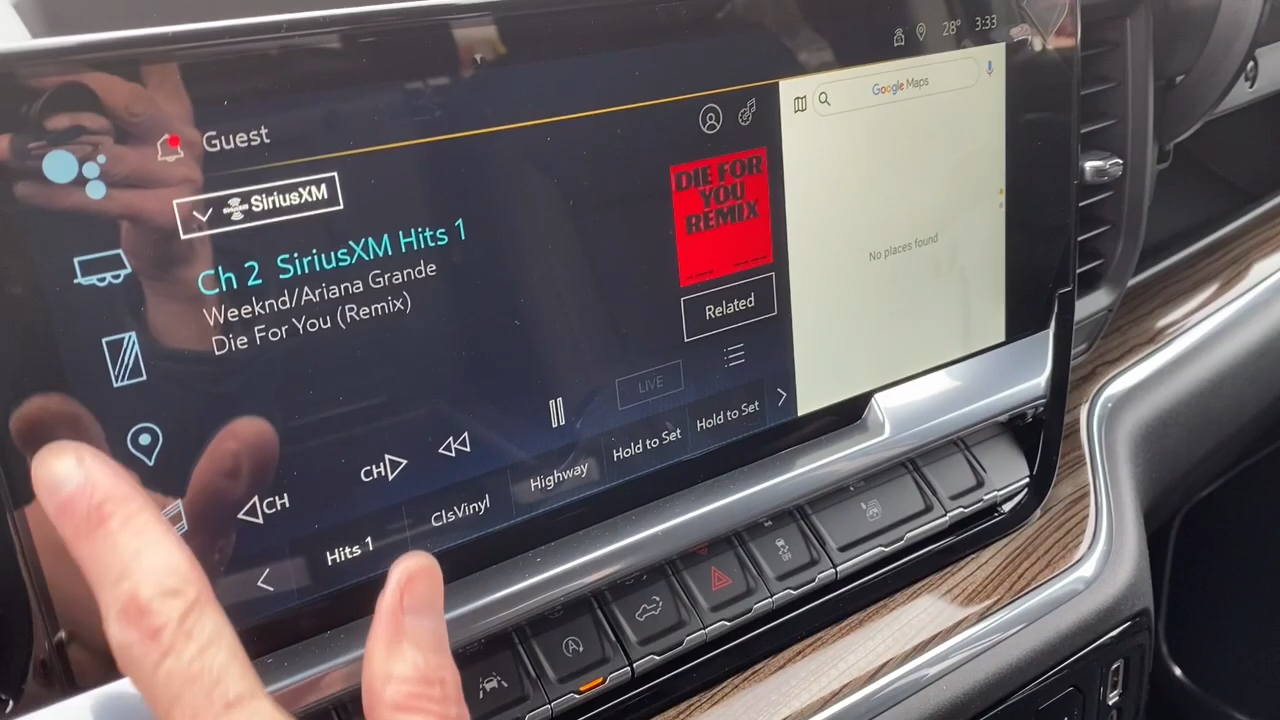 28° 3:33
Guest
Google Maps
SiriusXM
Ch 2 SiriusXM Hits 1
Weeknd/Ariana Grande
Die For You (Remix)
DIE FOR
YOU
REMIX
Related
No places found
LIVE
CH
CH
Hits 1
ClsVinyl
Highway
Hold to Set
Hold to Set
A
OFF